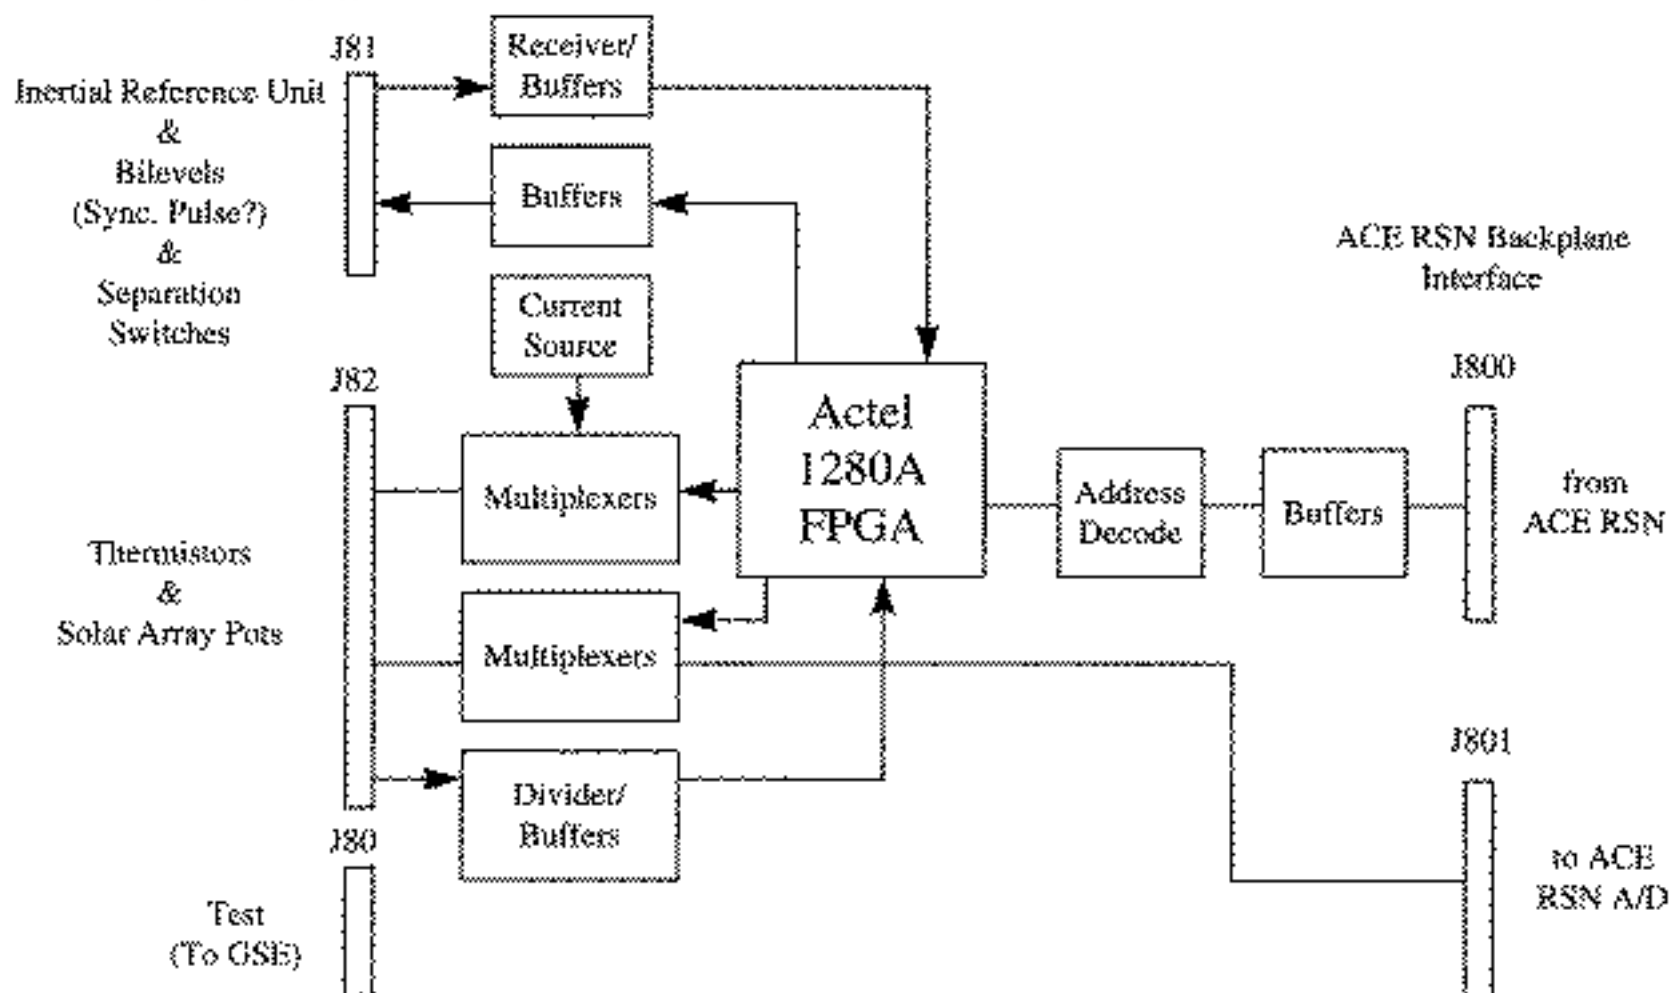 J81
Inertial Reference Unit
&
Bilevels
(Sync. Pulse?)
&
Separation
Switches
Receiver/
Buffers
Buffers
Current
Source
ACE RSN Backplane
Interface
J82
Thermistors
&
Solar Array Pots
Multiplexers
Multiplexers
Divider/
Buffers
Actel
1280A
FPGA
Address
Decode
Buffers
J800
from
ACE RSN
J801
to ACE
RSN A/D
J80
Test
(To GSE)